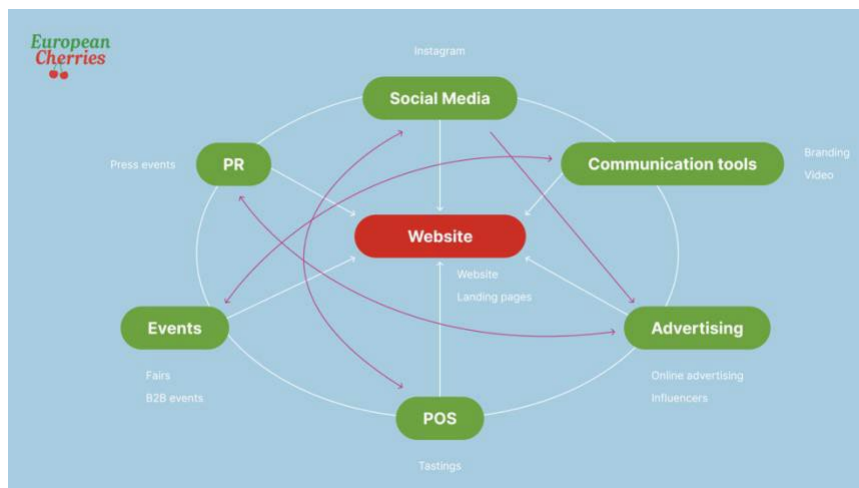 European
Cherries
Instagram
Social Media
Press events
PR
Communication tools
Branding
Video
Website
Website
Landing pages
Events
Advertising
Fairs
B2B events
Online advertising
Influencers
POS
Tastings